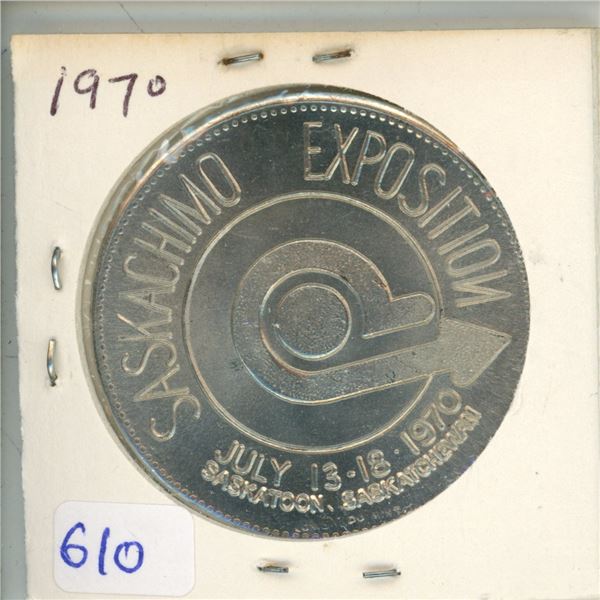 1970
SASKACHIMO EXPOSITION
JULY 13-18 · 1970
SASKATOON, SASKATCHEWAN
610